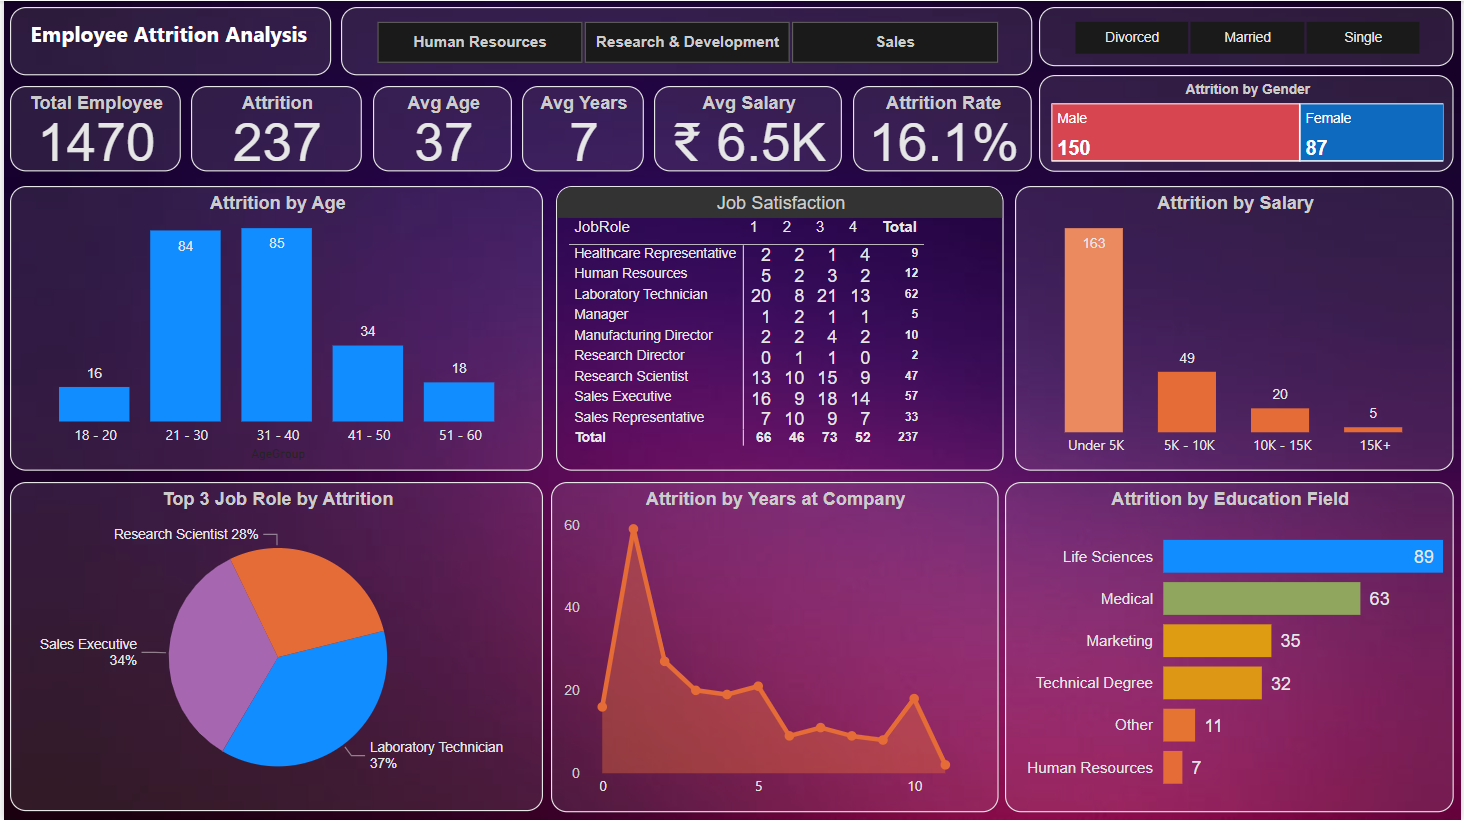 Employee Attrition Analysis
Human Resources
Research & Development
Sales
Divorced
Married
Single
Total Employee
1470
Attrition
237
Avg Age
37
Avg Years
7
Avg Salary
₹ 6.5K
Attrition Rate
16.1%
Attrition by Gender
Male
150
Female
87
Attrition by Age
16
84
85
34
18
18 - 20
21 - 30
31 - 40
41 - 50
51 - 60
AgeGroup
Job Satisfaction
JobRole 1 2 3 4 Total
Healthcare Representative 2 2 1 4 9
Human Resources 5 2 3 2 12
Laboratory Technician 20 8 21 13 62
Manager 1 2 1 1 5
Manufacturing Director 2 2 4 2 10
Research Director 0 1 1 0 2
Research Scientist 13 10 15 9 47
Sales Executive 16 9 18 14 57
Sales Representative 7 10 9 7 33
Total 66 46 73 52 237
Attrition by Salary
163
49
20
5
Under 5K
5K - 10K
10K - 15K
15K+
Top 3 Job Role by Attrition
Research Scientist 28%
Sales Executive
34%
Laboratory Technician
37%
Attrition by Years at Company
60
40
20
0
0
5
10
Attrition by Education Field
Life Sciences 89
Medical 63
Marketing 35
Technical Degree 32
Other 11
Human Resources 7